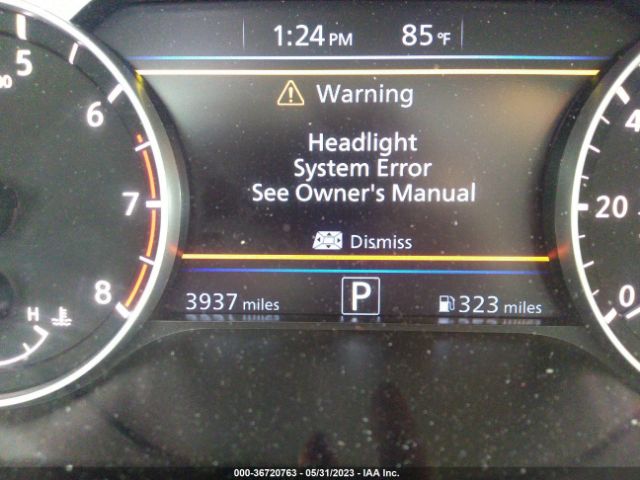 1:24 PM 85°F
5
00
6
7
8
H
Warning
Headlight
System Error
See Owner's Manual
Dismiss
3937 miles P 323 miles
4
20
0
000-36720763 - 05/31/2023 - IAA Inc.